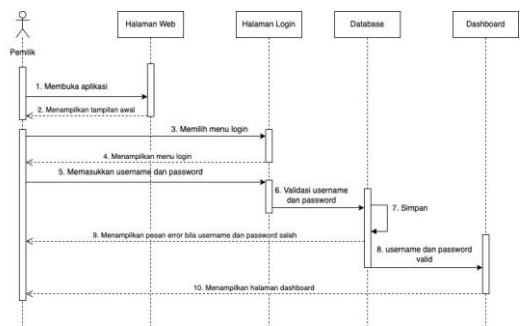 Halaman Web
Halaman Login
Database
Dashboard
Pemilik
1. Membuka aplikasi
2. Menampilkan tampilan awal
3. Memilih menu login
4. Menampilkan menu login
5. Memasukkan username dan password
6. Validasi username
dan password
7. Simpan
9. Menampilkan pesan error bila username dan password salah
8. username dan password
valid
10. Menampilkan halaman dashboard